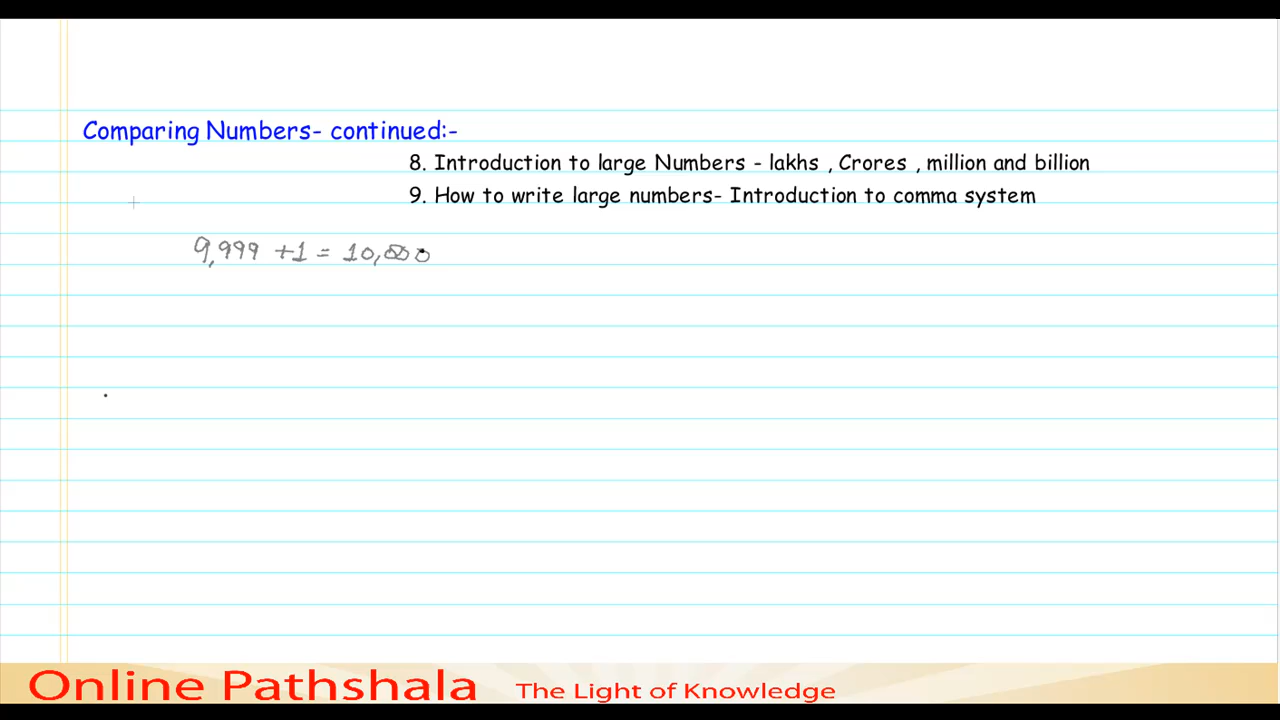 Comparing Numbers- continued:-
8. Introduction to large Numbers - lakhs , Crores , million and billion
9. How to write large numbers- Introduction to comma system
9,999 +1 = 10,000
Online Pathshala The Light of Knowledge